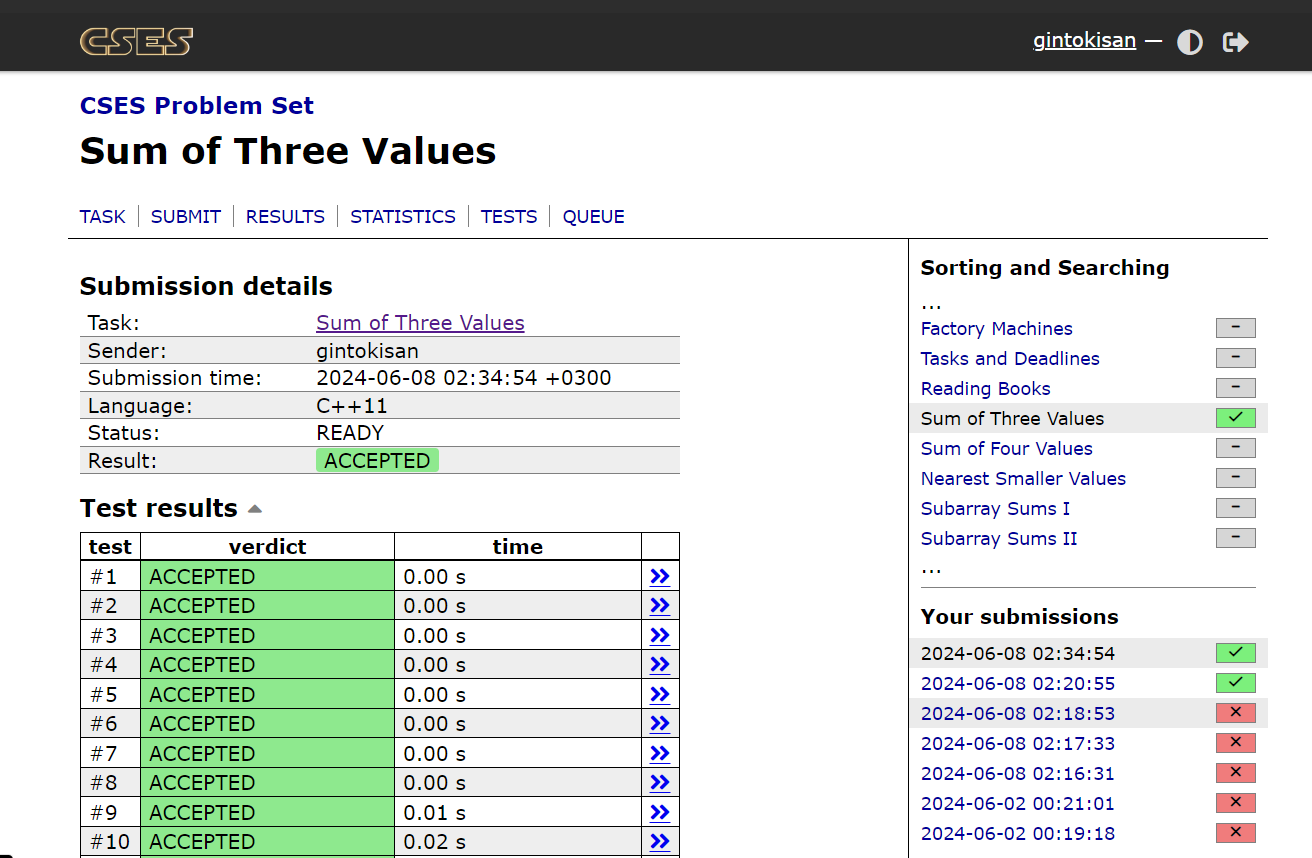 CSES
gintokisan —
CSES Problem Set
Sum of Three Values
TASK | SUBMIT | RESULTS | STATISTICS | TESTS | QUEUE
Submission details
Task: Sum of Three Values
Sender: gintokisan
Submission time: 2024-06-08 02:34:54 +0300
Language: C++11
Status: READY
Result: ACCEPTED
Test results
test verdict time
#1 ACCEPTED 0.00 s »
#2 ACCEPTED 0.00 s »
#3 ACCEPTED 0.00 s »
#4 ACCEPTED 0.00 s »
#5 ACCEPTED 0.00 s »
#6 ACCEPTED 0.00 s »
#7 ACCEPTED 0.00 s »
#8 ACCEPTED 0.00 s »
#9 ACCEPTED 0.01 s »
#10 ACCEPTED 0.02 s »
Sorting and Searching
...
Factory Machines –
Tasks and Deadlines –
Reading Books –
Sum of Three Values ✓
Sum of Four Values –
Nearest Smaller Values –
Subarray Sums I –
Subarray Sums II –
...
Your submissions
2024-06-08 02:34:54 ✓
2024-06-08 02:20:55 ✓
2024-06-08 02:18:53 ✕
2024-06-08 02:17:33 ✕
2024-06-08 02:16:31 ✕
2024-06-02 00:21:01 ✕
2024-06-02 00:19:18 ✕